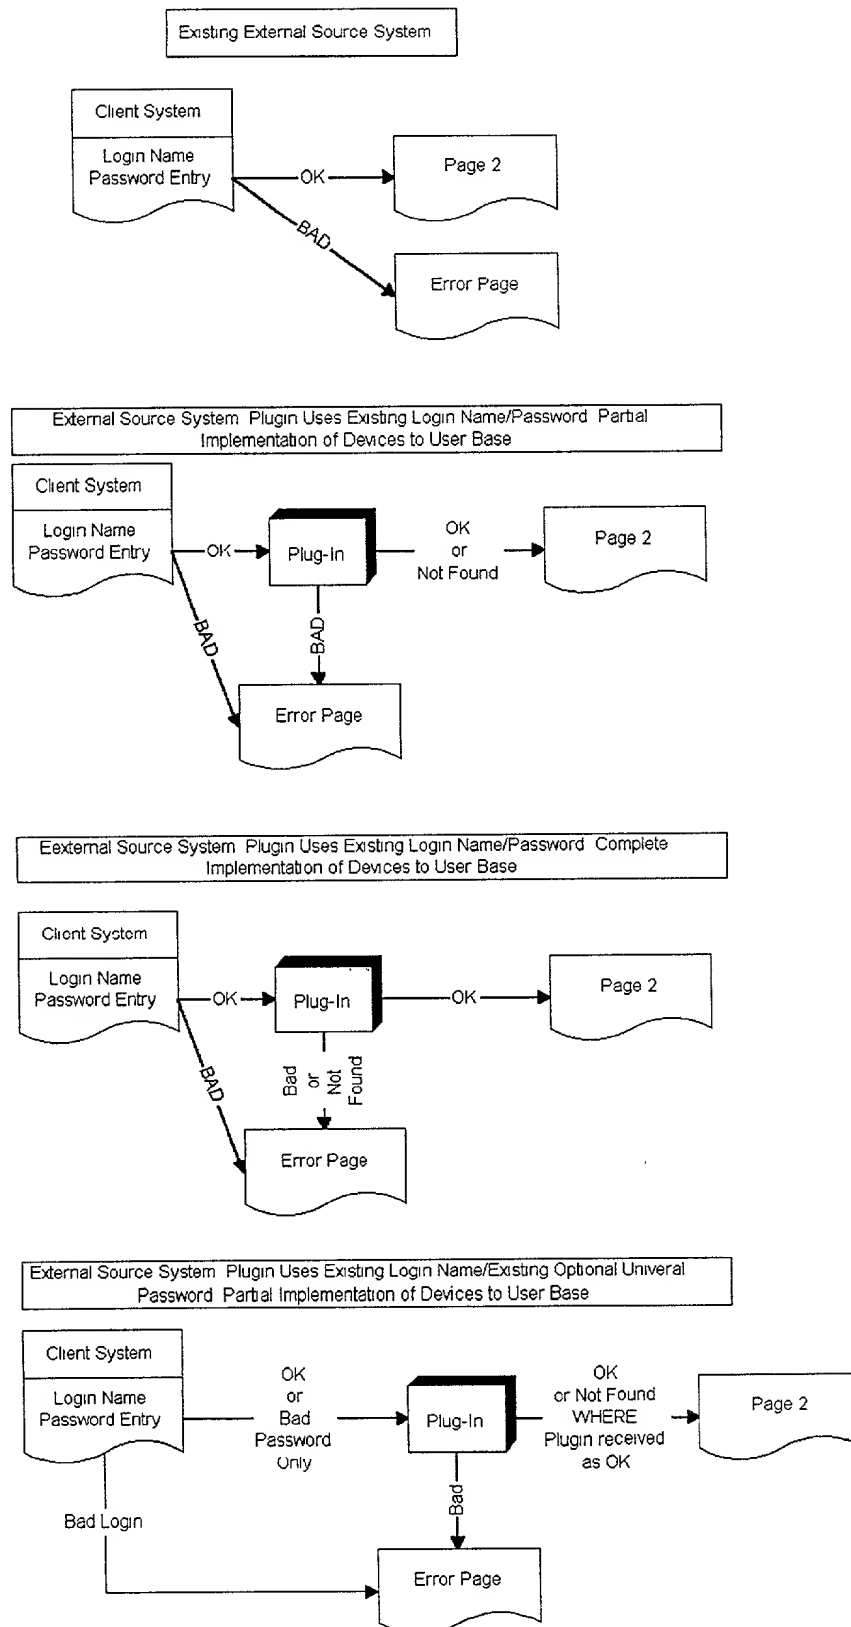 Existing External Source System
Client System
Login Name
Password Entry
OK
Page 2
BAD
Error Page
External Source System Plugin Uses Existing Login Name/Password Partial
Implementation of Devices to User Base
Client System
Login Name
Password Entry
OK
Plug-In
OK
or
Not Found
Page 2
BAD
BAD
Error Page
Eexternal Source System Plugin Uses Existing Login Name/Password Complete
Implementation of Devices to User Base
Client System
Login Name
Password Entry
OK
Plug-In
OK
Page 2
BAD
Bad
or
Not
Found
Error Page
External Source System Plugin Uses Existing Login Name/Existing Optional Univeral
Password Partial Implementation of Devices to User Base
Client System
Login Name
Password Entry
OK
or
Bad
Password
Only
Plug-In
OK
or Not Found
WHERE
Plugin received
as OK
Page 2
Bad Login
Bad
Error Page